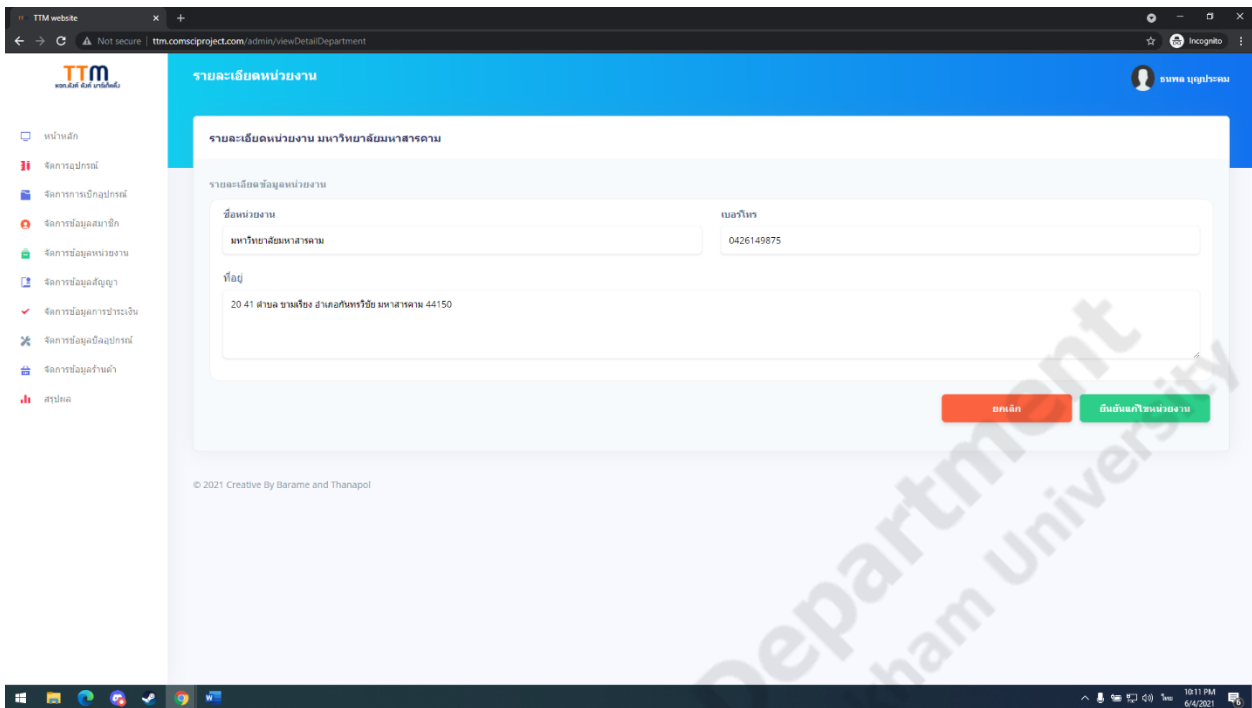 TTM website
Not secure | ttm.comsciproject.com/admin/viewDetailDepartment
Incognito
TTM
รายละเอียดหน่วยงาน
ธนพล บุญประคม
หน้าหลัก
จัดการอุปกรณ์
จัดการการเบิกอุปกรณ์
จัดการข้อมูลสมาชิก
จัดการข้อมูลหน่วยงาน
จัดการข้อมูลสัญญา
จัดการข้อมูลการชำระเงิน
จัดการข้อมูลบิลอุปกรณ์
จัดการข้อมูลร้านค้า
สรุปผล
รายละเอียดหน่วยงาน มหาวิทยาลัยมหาสารคาม
รายละเอียดข้อมูลหน่วยงาน
ชื่อหน่วยงาน
เบอร์โทร
มหาวิทยาลัยมหาสารคาม
0426149875
ที่อยู่
20 41 ตำบล ขามเรียง อำเภอกันทรวิชัย มหาสารคาม 44150
ยกเลิก
ยืนยันแก้ไขหน่วยงาน
© 2021 Creative By Barame and Thanapol
Department
ham University
ไทย
10:11 PM
6/4/2021